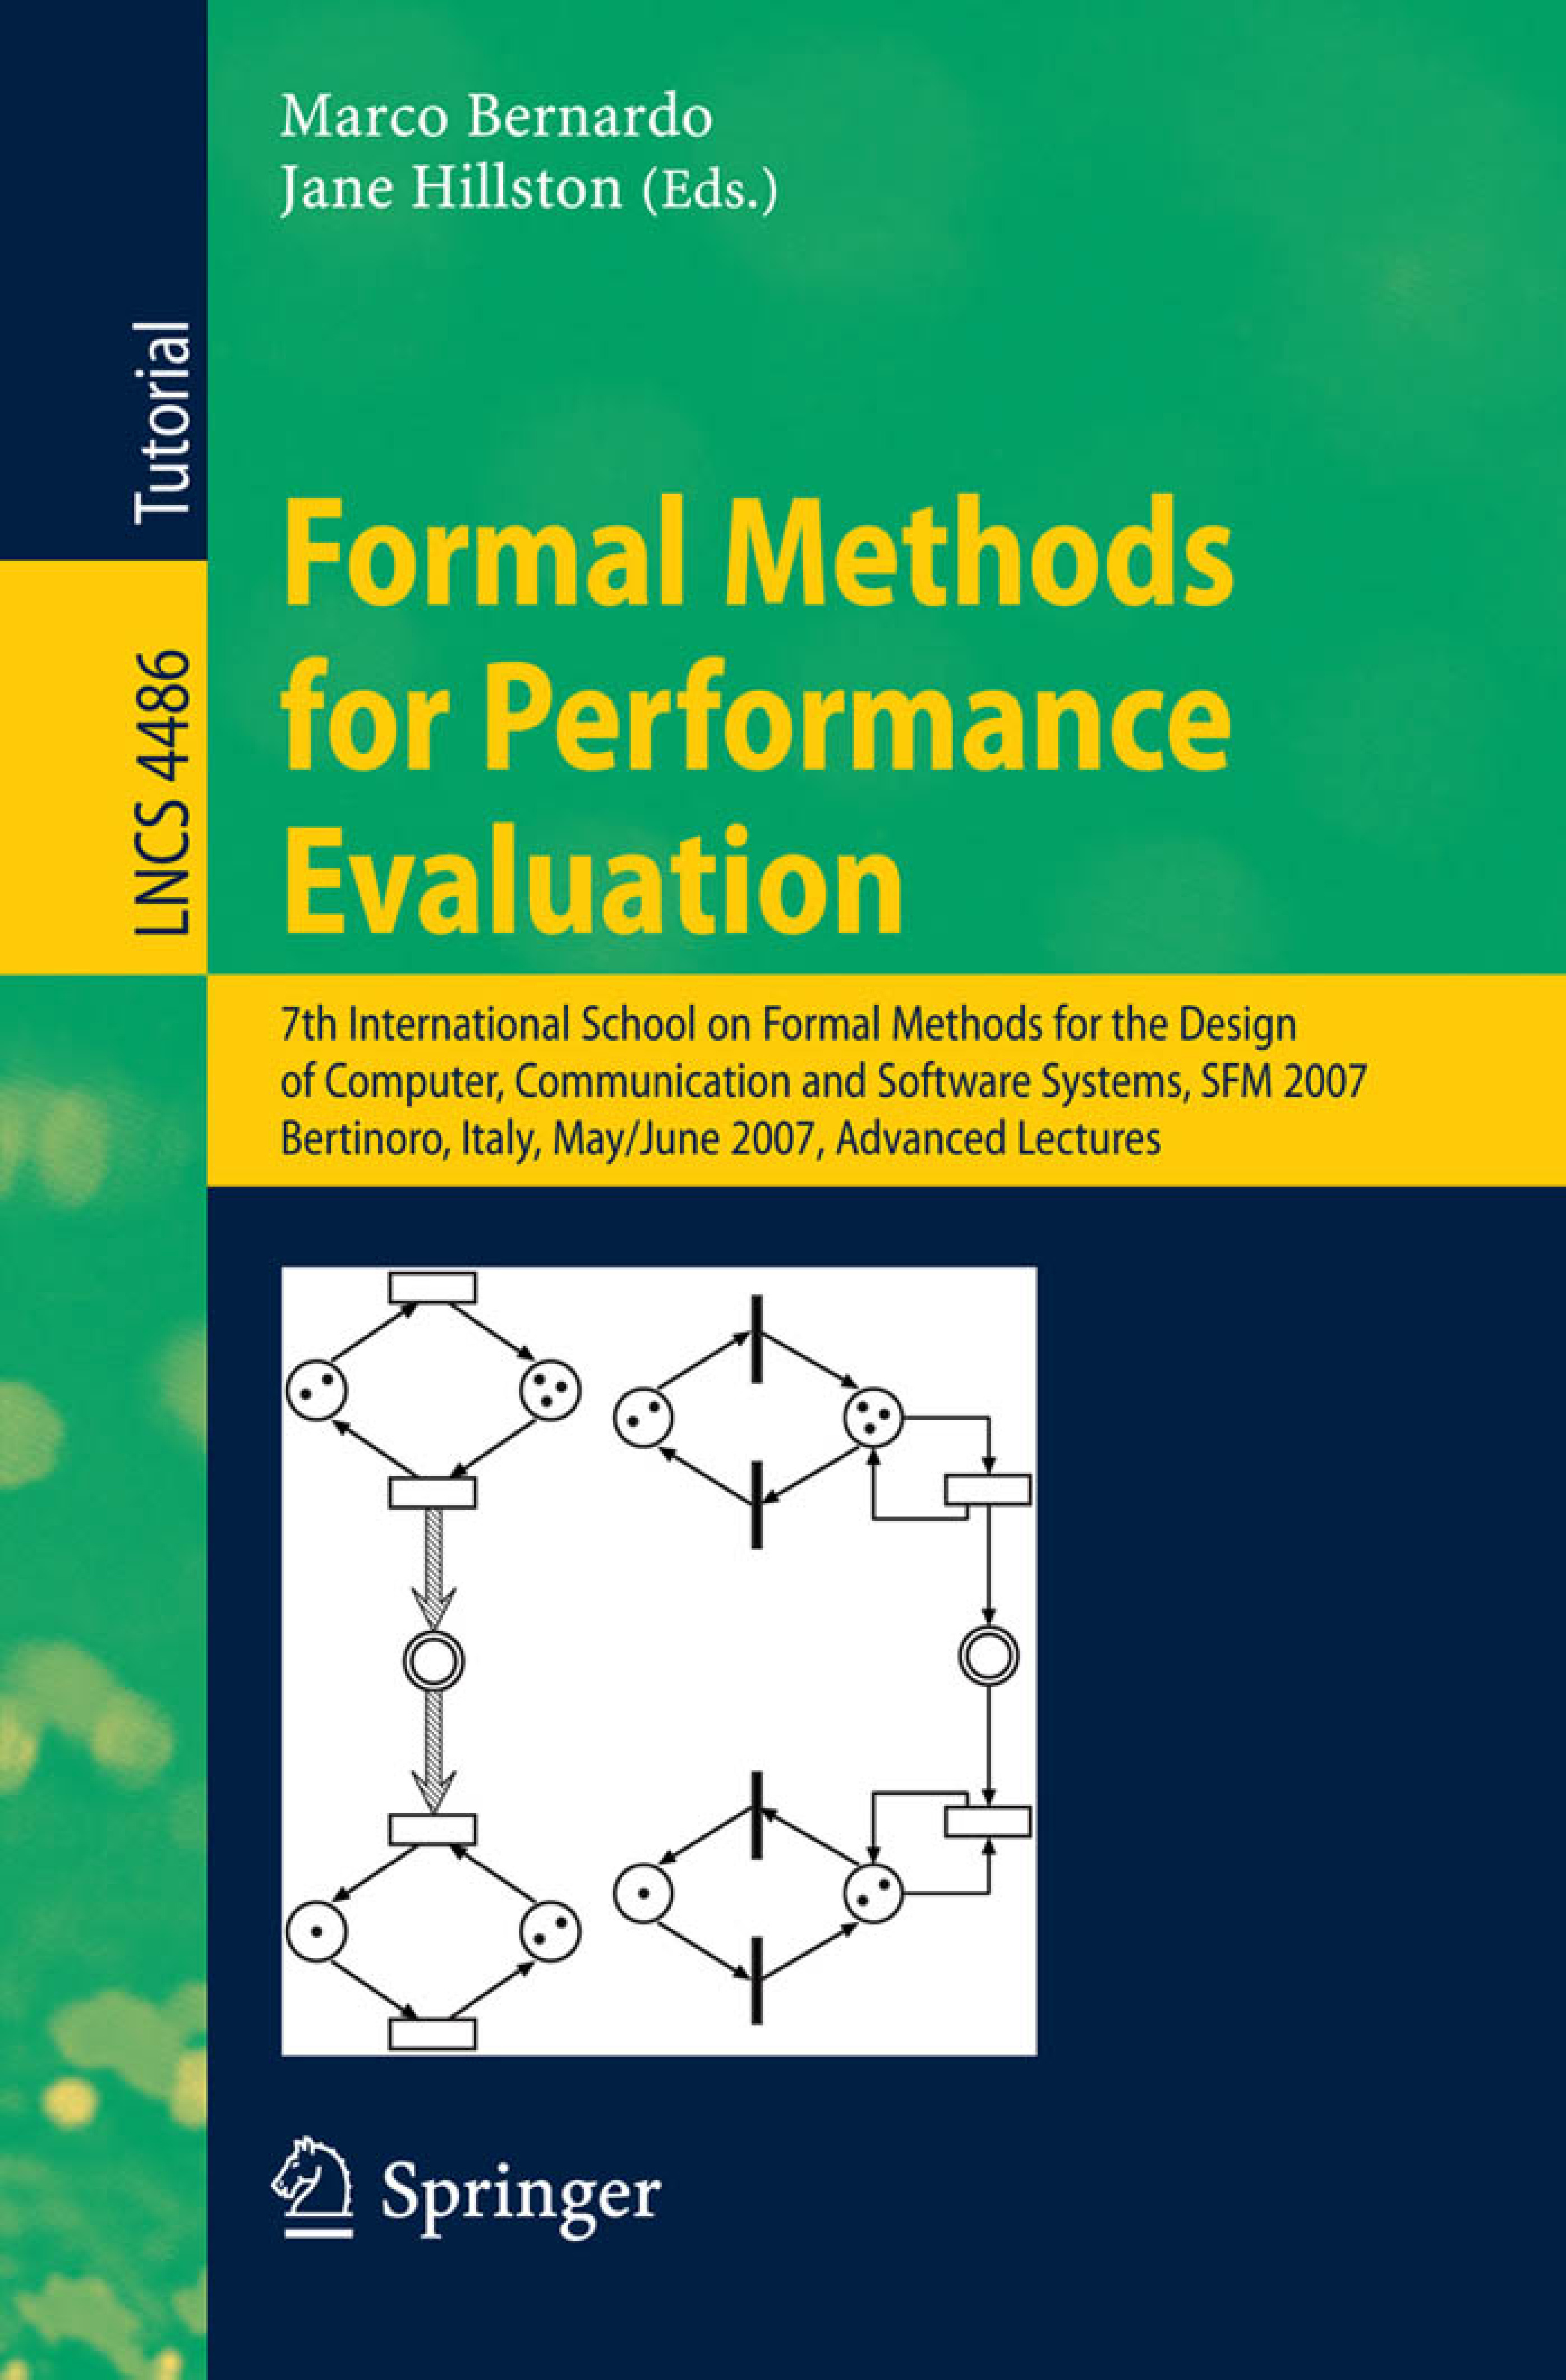 Marco Bernardo
Jane Hillston (Eds.)
Tutorial
LNCS 4486
Formal Methods
for Performance
Evaluation
7th International School on Formal Methods for the Design
of Computer, Communication and Software Systems, SFM 2007
Bertinoro, Italy, May/June 2007, Advanced Lectures
Springer